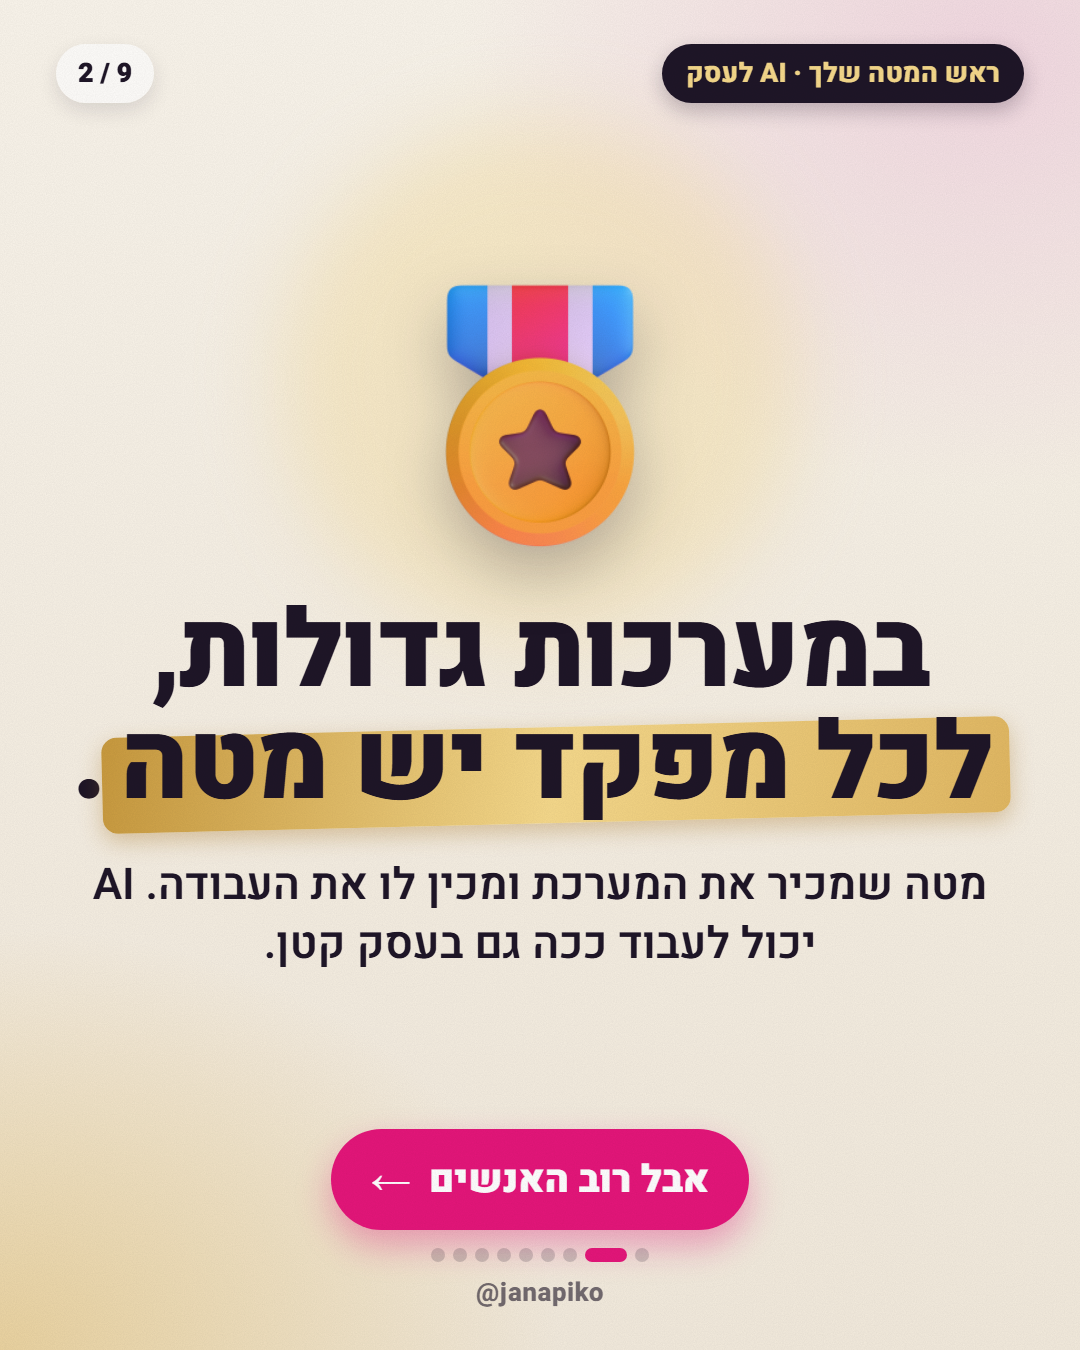 ראש המטה שלך · AI לעסק
2 / 9
במערכות גדולות,
לכל מפקד יש מטה.
מטה שמכיר את המערכת ומכין לו את העבודה. AI
יכול לעבוד ככה גם בעסק קטן.
אבל רוב האנשים ←
@janapiko